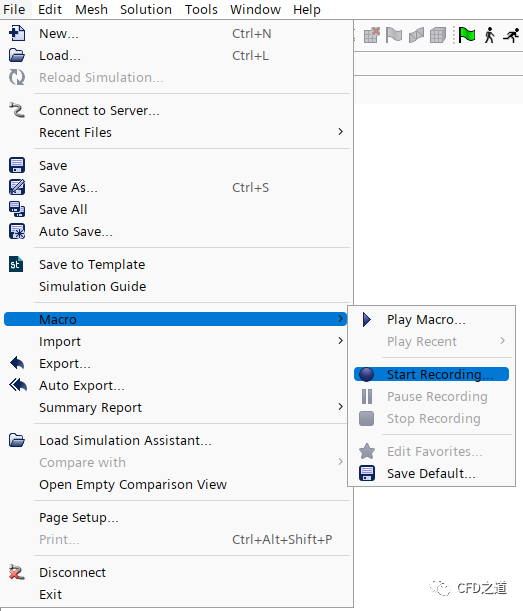 File Edit Mesh Solution Tools Window Help
New... Ctrl+N
Load... Ctrl+L
Reload Simulation...
Connect to Server...
Recent Files
Save
Save As... Ctrl+S
Save All
Auto Save...
st Save to Template
Simulation Guide
Macro
Import
Export...
Auto Export...
Summary Report
Load Simulation Assistant...
Compare with
Open Empty Comparison View
Page Setup...
Print... Ctrl+Alt+Shift+P
Disconnect
Exit
Play Macro...
Play Recent
Start Recording...
Pause Recording
Stop Recording
Edit Favorites...
Save Default...
CFD之道